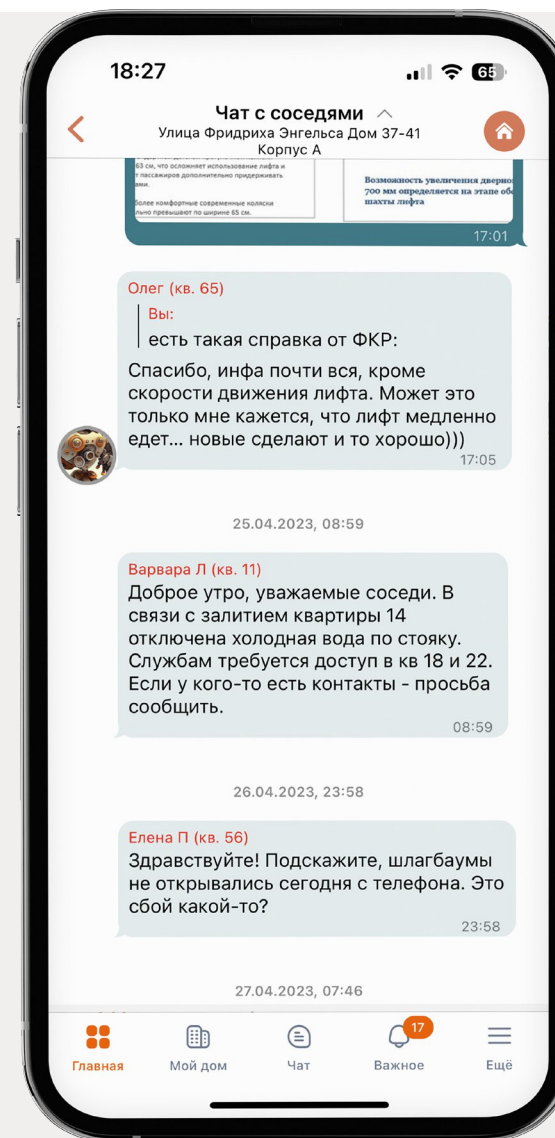 18:27
65
Чат с соседями
Улица Фридриха Энгельса Дом 37-41
Корпус А
63 см, что осложняет использование лифта и
т пассажиров дополнительно придерживать
ами.
более комфортные современные коляски
льно превышают по ширине 65 см.
Возможность увеличения дверно
700 мм определяется на этапе обс
шахты лифта
17:01
Олег (кв. 65)
Вы:
есть такая справка от ФКР:
Спасибо, инфа почти вся, кроме
скорости движения лифта. Может это
только мне кажется, что лифт медленно
едет... новые сделают и то хорошо)))
17:05
25.04.2023, 08:59
Варвара Л (кв. 11)
Доброе утро, уважаемые соседи. В
связи с залитием квартиры 14
отключена холодная вода по стояку.
Службам требуется доступ в кв 18 и 22.
Если у кого-то есть контакты - просьба
сообщить.
08:59
26.04.2023, 23:58
Елена П (кв. 56)
Здравствуйте! Подскажите, шлагбаумы
не открывались сегодня с телефона. Это
сбой какой-то?
23:58
27.04.2023, 07:46
17
Главная
Мой дом
Чат
Важное
Ещё